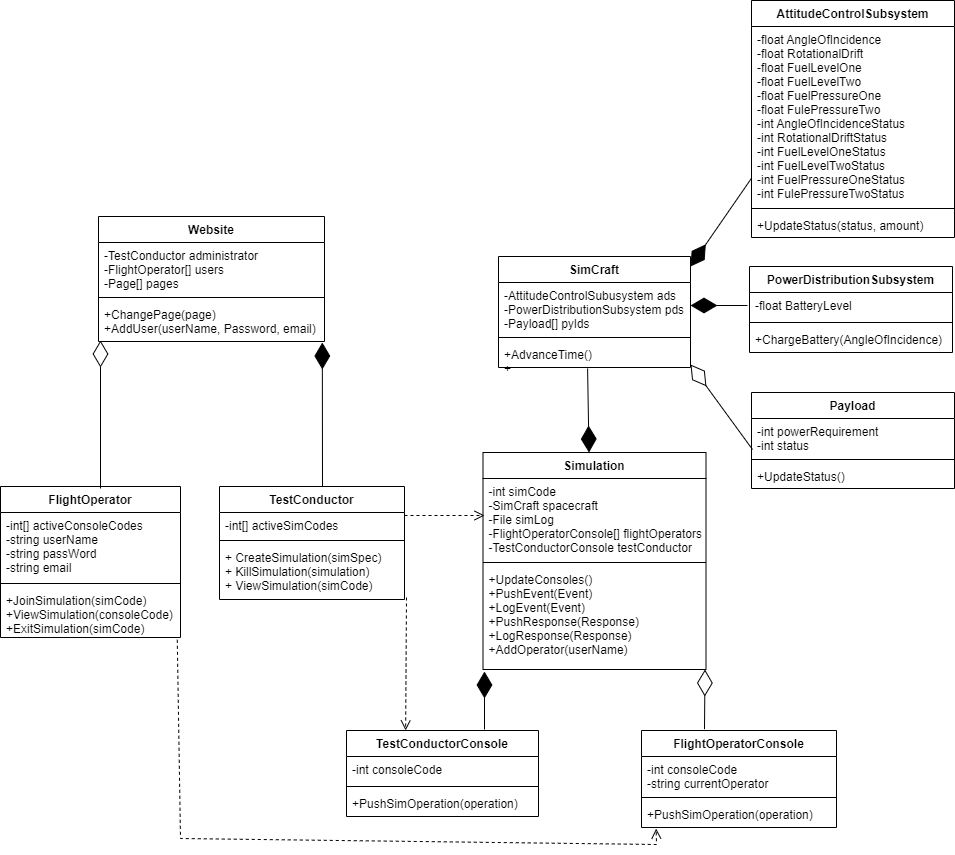 AttitudeControlSubsystem
-float AngleOfIncidence
-float RotationalDrift
-float FuelLevelOne
-float FuelLevelTwo
-float FuelPressureOne
-float FulePressureTwo
-int AngleOfIncidenceStatus
-int RotationalDriftStatus
-int FuelLevelOneStatus
-int FuelLevelTwoStatus
-int FuelPressureOneStatus
-int FulePressureTwoStatus
+UpdateStatus(status, amount)
Website
-TestConductor administrator
-FlightOperator[] users
-Page[] pages
+ChangePage(page)
+AddUser(userName, Password, email)
SimCraft
-AttitudeControlSubusystem ads
-PowerDistributionSubsystem pds
-Payload[] pylds
+AdvanceTime()
+
PowerDistributionSubsystem
-float BatteryLevel
+ChargeBattery(AngleOfIncidence)
Payload
-int powerRequirement
-int status
+UpdateStatus()
FlightOperator
-int[] activeConsoleCodes
-string userName
-string passWord
-string email
+JoinSimulation(simCode)
+ViewSimulation(consoleCode)
+ExitSimulation(simCode)
TestConductor
-int[] activeSimCodes
+ CreateSimulation(simSpec)
+ KillSimulation(simulation)
+ ViewSimulation(simCode)
Simulation
-int simCode
-SimCraft spacecraft
-File simLog
-FlightOperatorConsole[] flightOperators
-TestConductorConsole testConductor
+UpdateConsoles()
+PushEvent(Event)
+LogEvent(Event)
+PushResponse(Response)
+LogResponse(Response)
+AddOperator(userName)
TestConductorConsole
-int consoleCode
+PushSimOperation(operation)
FlightOperatorConsole
-int consoleCode
-string currentOperator
+PushSimOperation(operation)